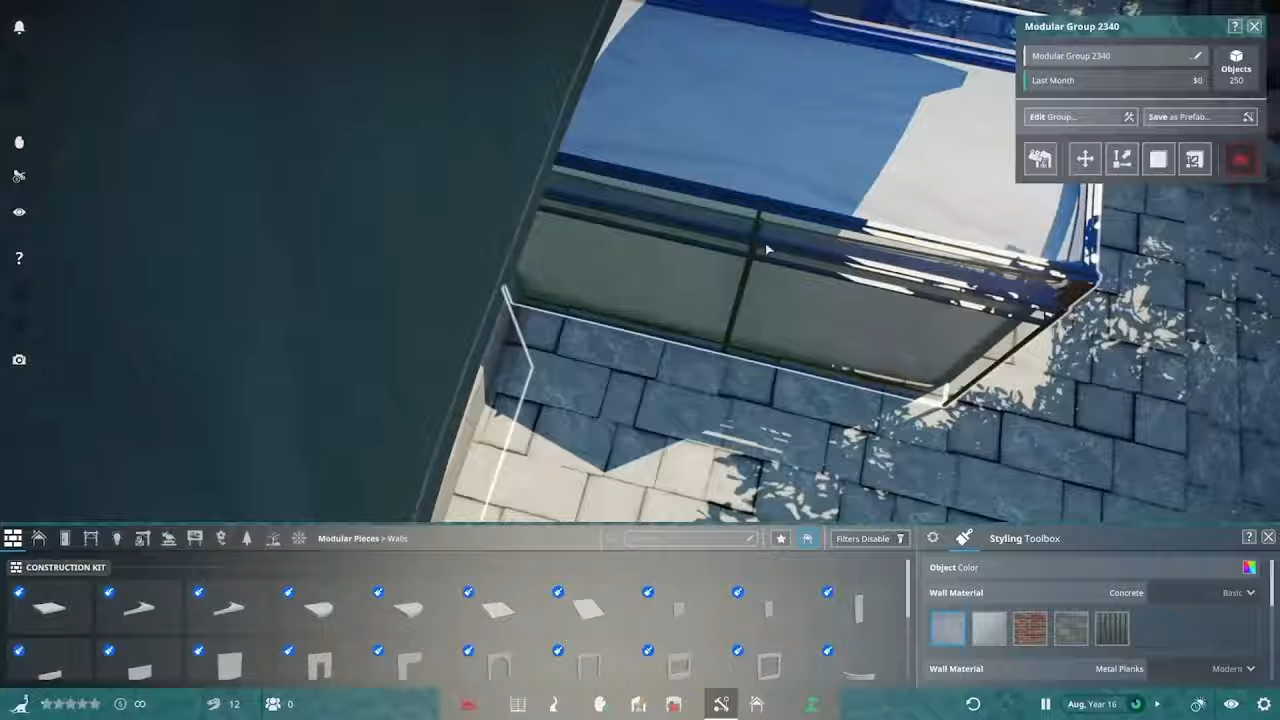 Modular Group 2340
?
Modular Group 2340
Last Month $0
Objects
250
Edit Group...
Save as Prefab...
?
Modular Pieces > Walls
Filters Disable
CONSTRUCTION KIT
Styling Toolbox
?
Object Color
Wall Material Concrete Basic
Wall Material Metal Planks Modern
12
0
Aug, Year 16